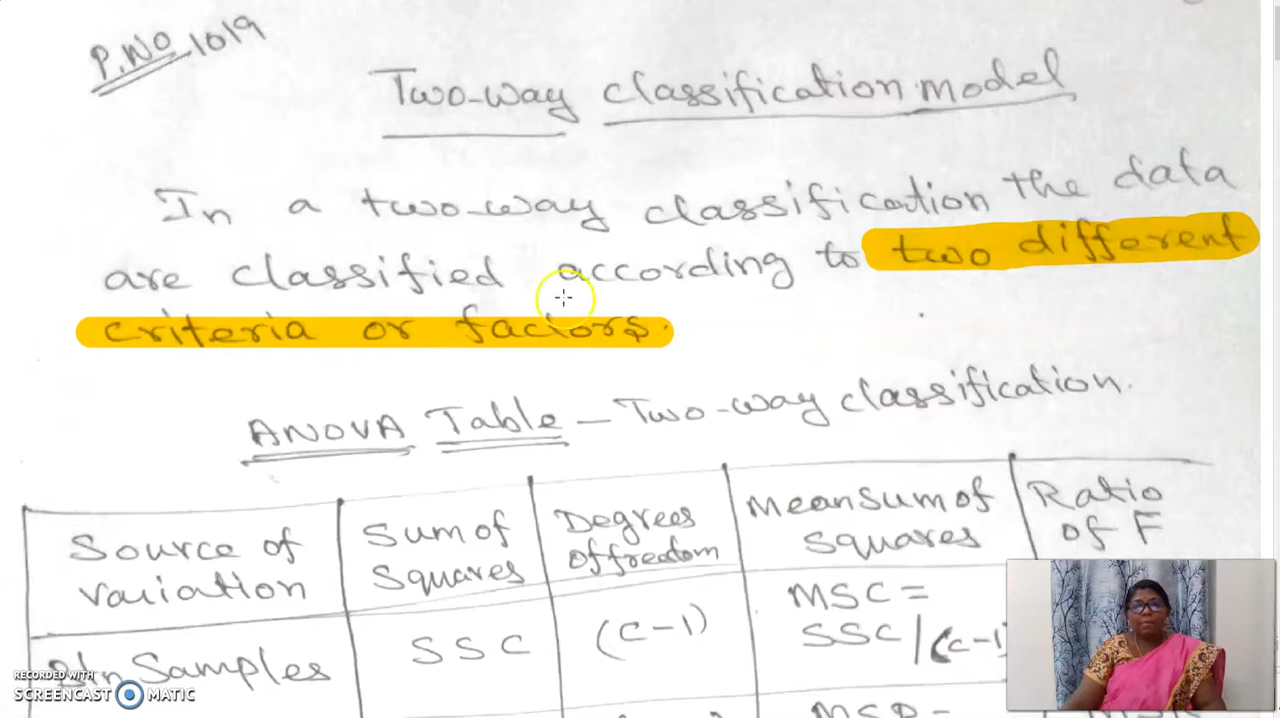 P.No 1019
Two-way classification model
In a two-way classification the data
are classified according to two different
criteria or factors.
ANOVA Table - Two-way classification.
Source of variation
Sum of Squares
Degrees of freedom
Mean sum of squares
Ratio of F
B/n Samples
SSC
(c-1)
MSC =
SSC/(c-1)
RECORDED WITH
SCREENCAST MATIC